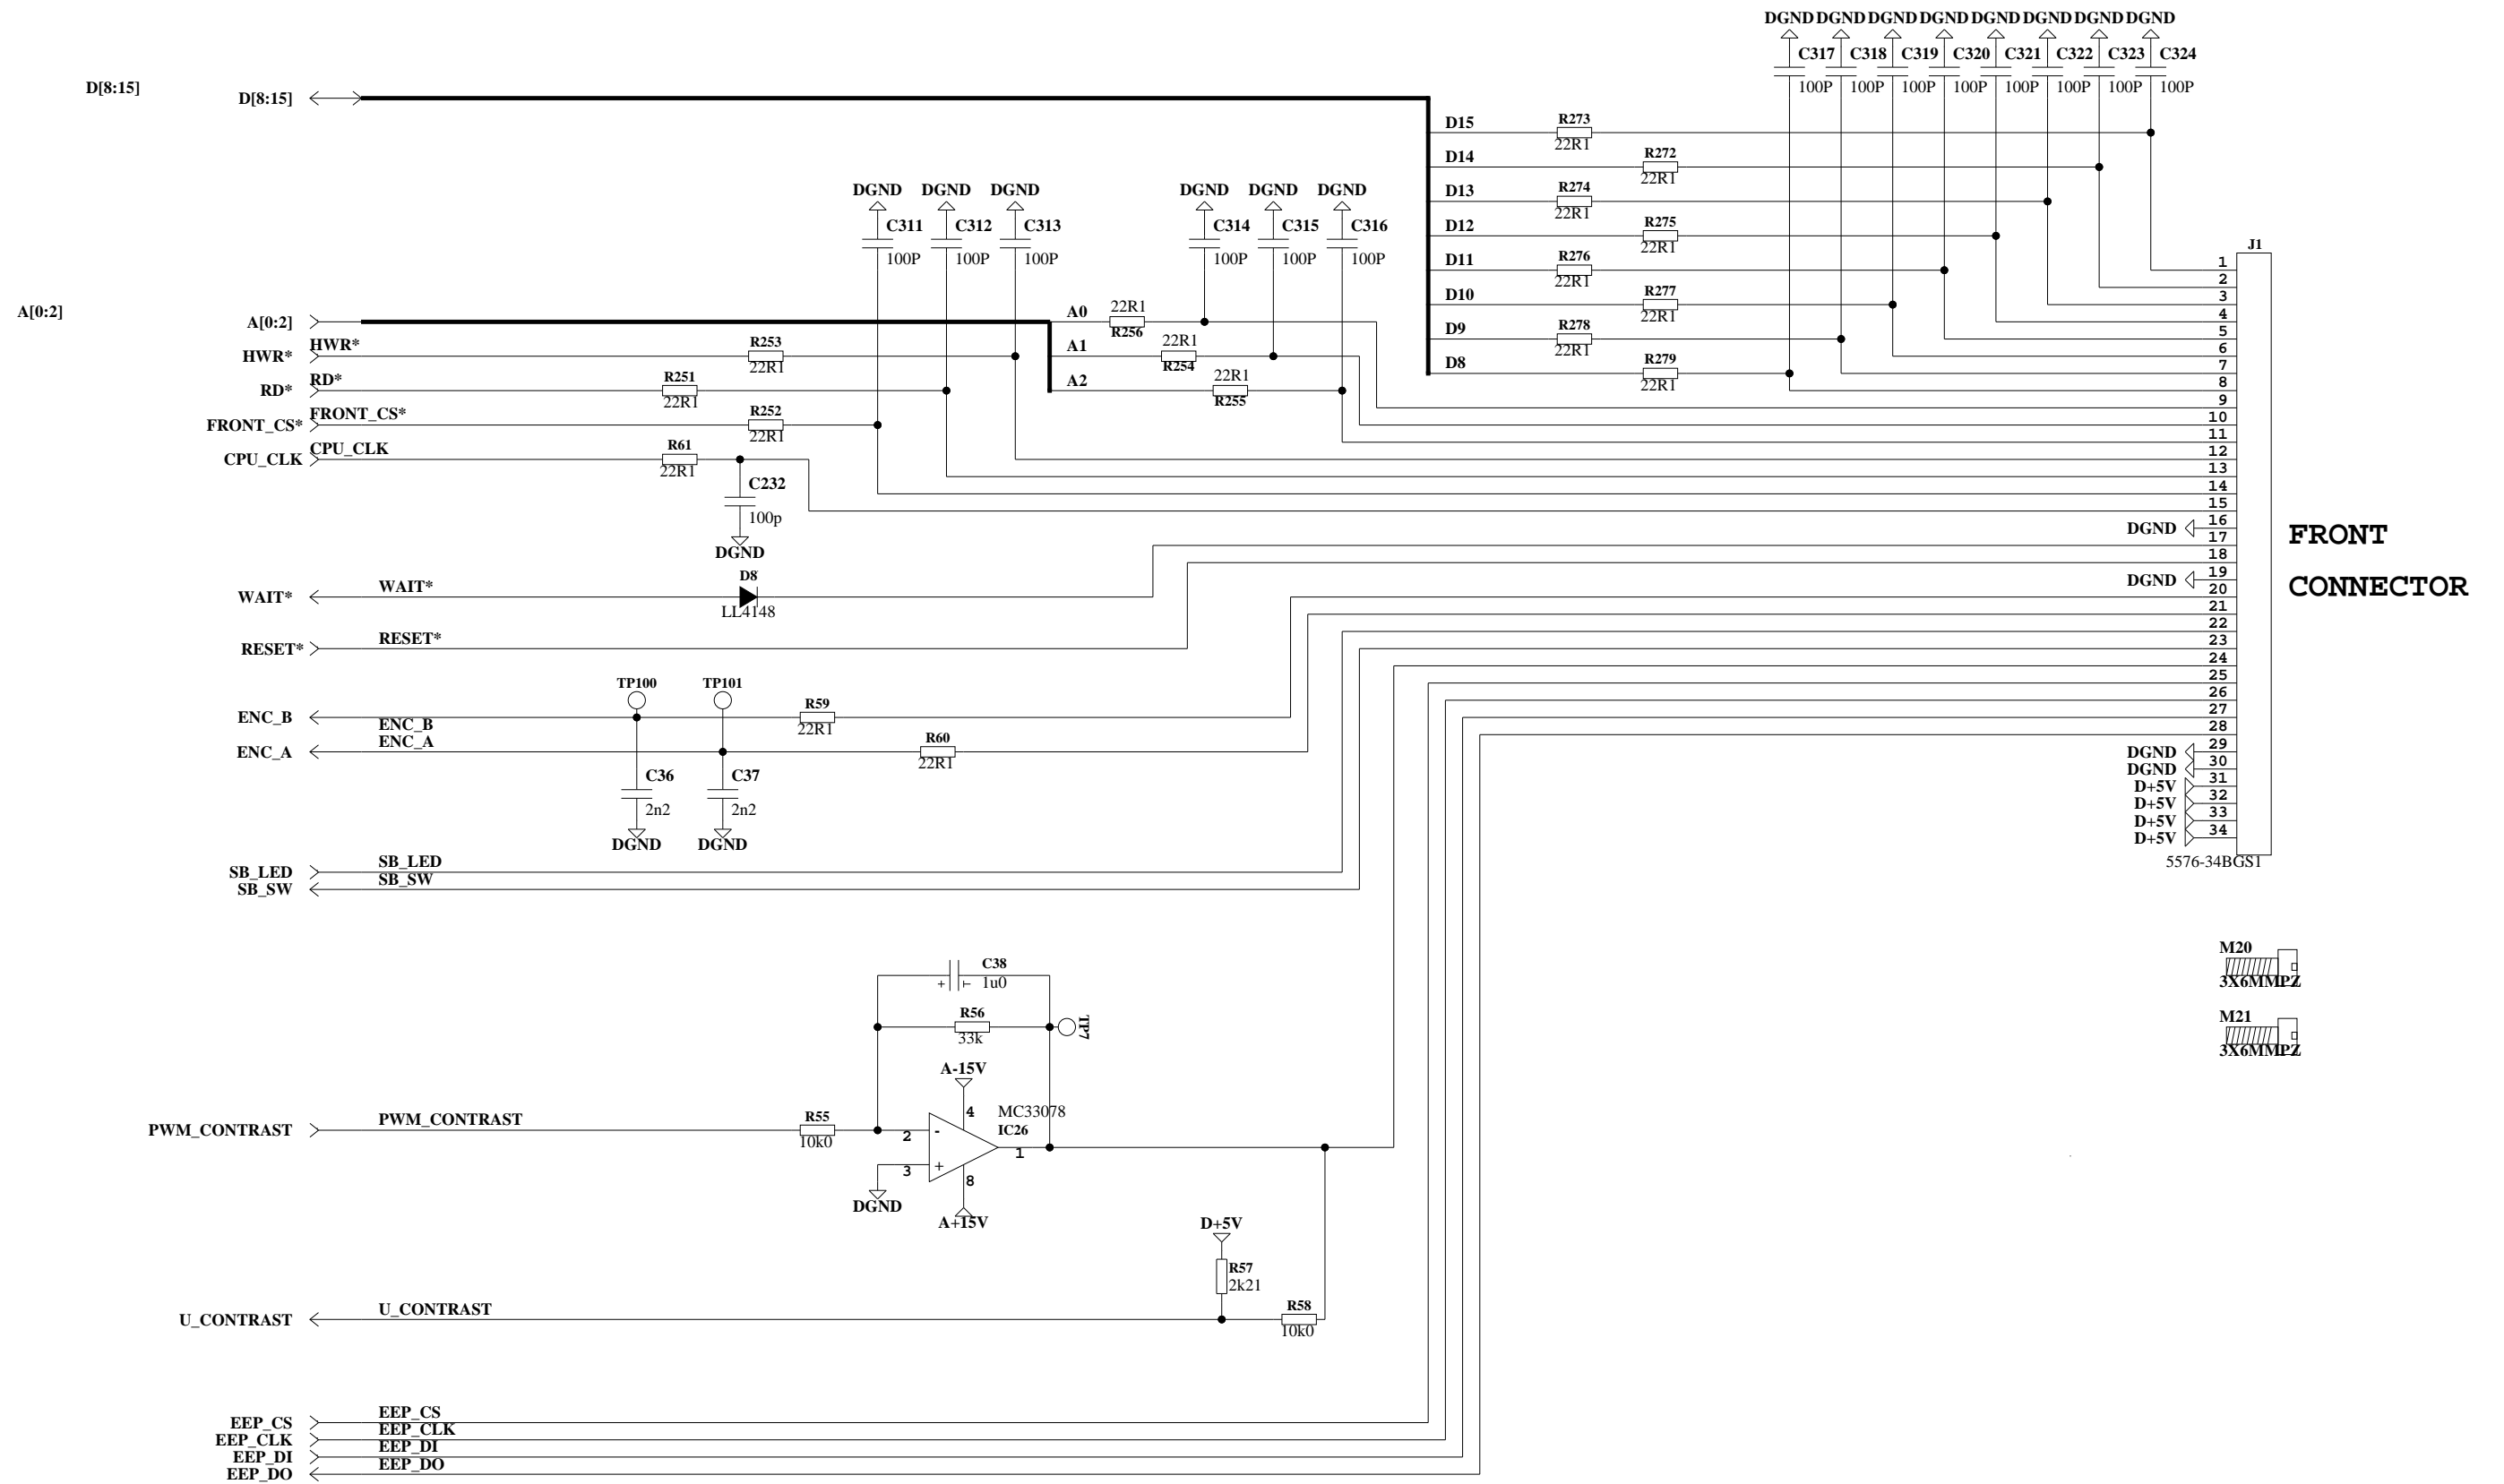 DGND DGND DGND DGND DGND DGND DGND DGND
C317 C318 C319 C320 C321 C322 C323 C324
100P 100P 100P 100P 100P 100P 100P 100P
D[8:15]
D[8:15]
D15 R273 22R1
D14 R272 22R1
D13 R274 22R1
D12 R275 22R1
D11 R276 22R1
D10 R277 22R1
D9 R278 22R1
D8 R279 22R1
DGND DGND DGND DGND DGND DGND
C311 C312 C313 C314 C315 C316
100P 100P 100P 100P 100P 100P
A[0:2]
A[0:2]
A0 22R1 R256
A1 22R1 R254
A2 22R1 R255
HWR* HWR* R253 22R1
RD* RD* R251 22R1
FRONT_CS* FRONT_CS* R252 22R1
CPU_CLK CPU_CLK R61 22R1
C232
100p
DGND
WAIT* WAIT* D8 LL4148
RESET* RESET*
TP100 TP101
ENC_B ENC_B R59 22R1
ENC_A ENC_A R60 22R1
C36 C37
2n2 2n2
DGND DGND
SB_LED SB_LED
SB_SW SB_SW
J1
1
2
3
4
5
6
7
8
9
10
11
12
13
14
15
DGND 16
17
18
DGND 19
20
21
22
23
24
25
26
27
28
DGND 29
DGND 30
D+5V 31
D+5V 32
D+5V 33
D+5V 34
5576-34BGS1
FRONT
CONNECTOR
M20
3X6MMPZ
M21
3X6MMPZ
C38
+ 1u0
R56
33k
TP7
A-15V
4 MC33078
IC26
PWM_CONTRAST PWM_CONTRAST R55 10k0
2 -
3 +
1
8
DGND
A+15V
D+5V
R57
2k21
U_CONTRAST U_CONTRAST R58 10k0
EEP_CS EEP_CS
EEP_CLK EEP_CLK
EEP_DI EEP_DI
EEP_DO EEP_DO